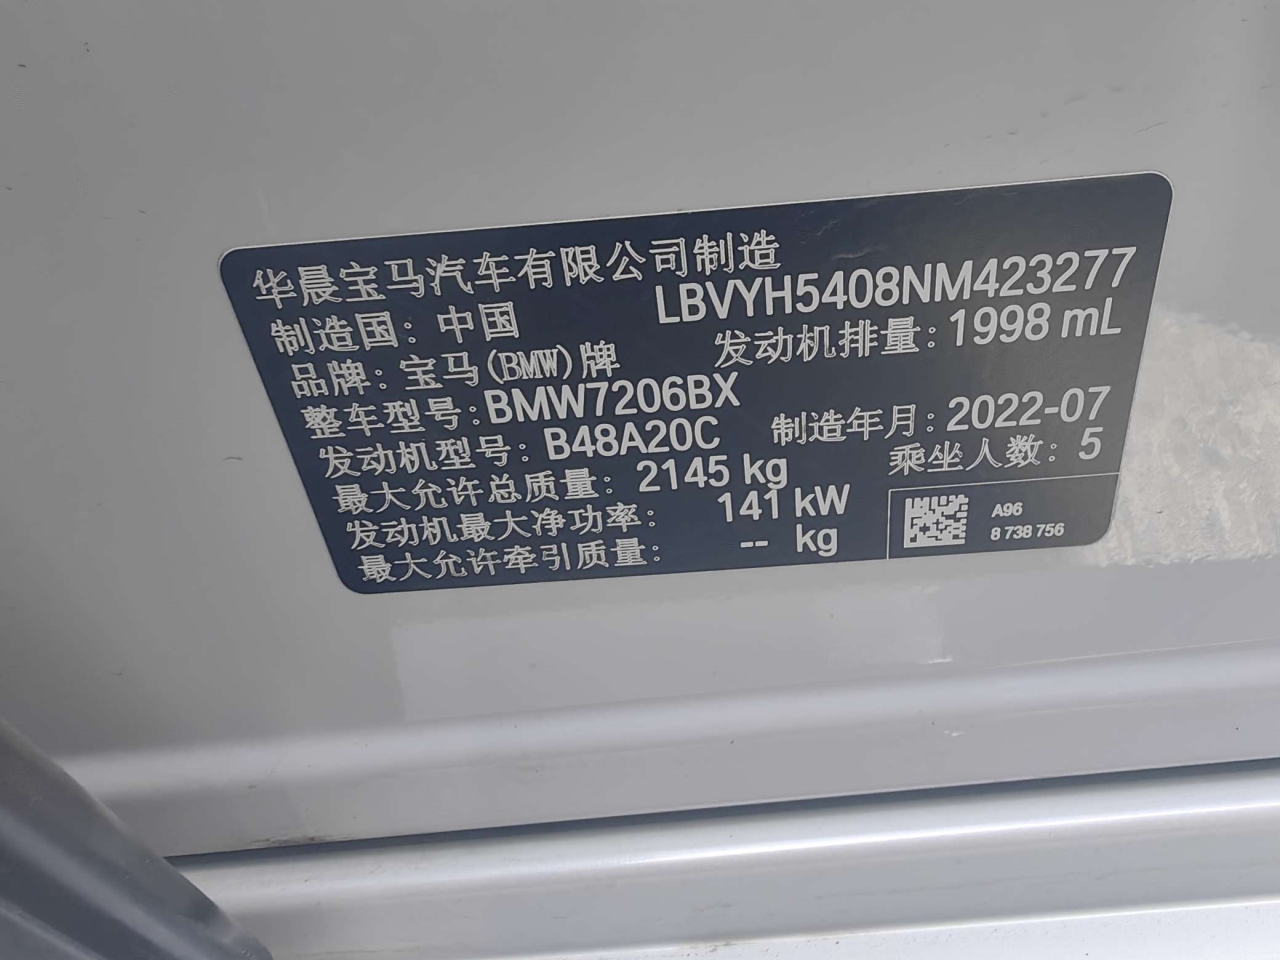 华晨宝马汽车有限公司制造
LBVYH5408NM423277
制造国：中国
发动机排量：1998 mL
品牌：宝马(BMW)牌
整车型号：BMW7206BX
制造年月：2022-07
发动机型号：B48A20C
乘坐人数：5
最大允许总质量：2145 kg
发动机最大净功率：141 kW
最大允许牵引质量：-- kg
A96
8 738 756